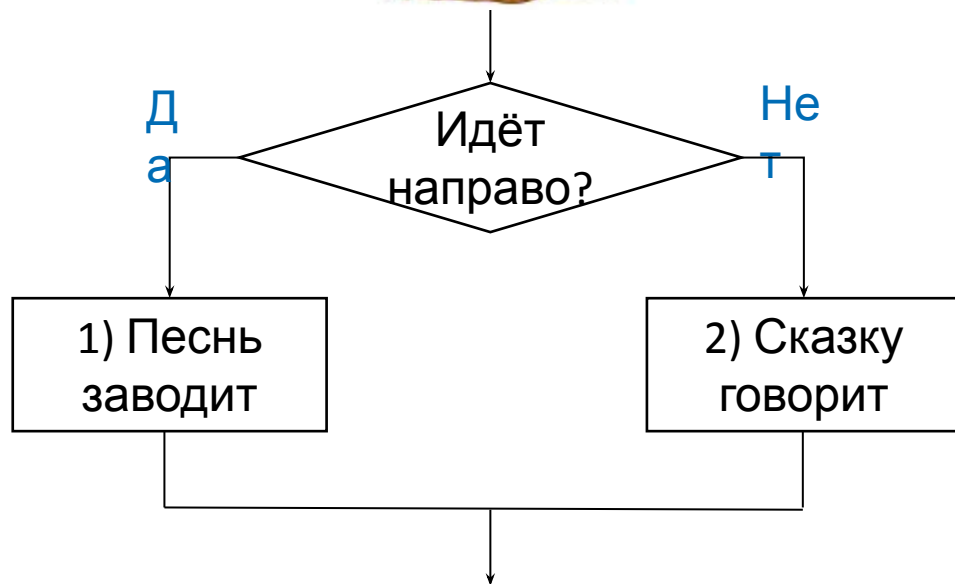 Д
а
Идёт
направо?
Не
т
1) Песнь
заводит
2) Сказку
говорит